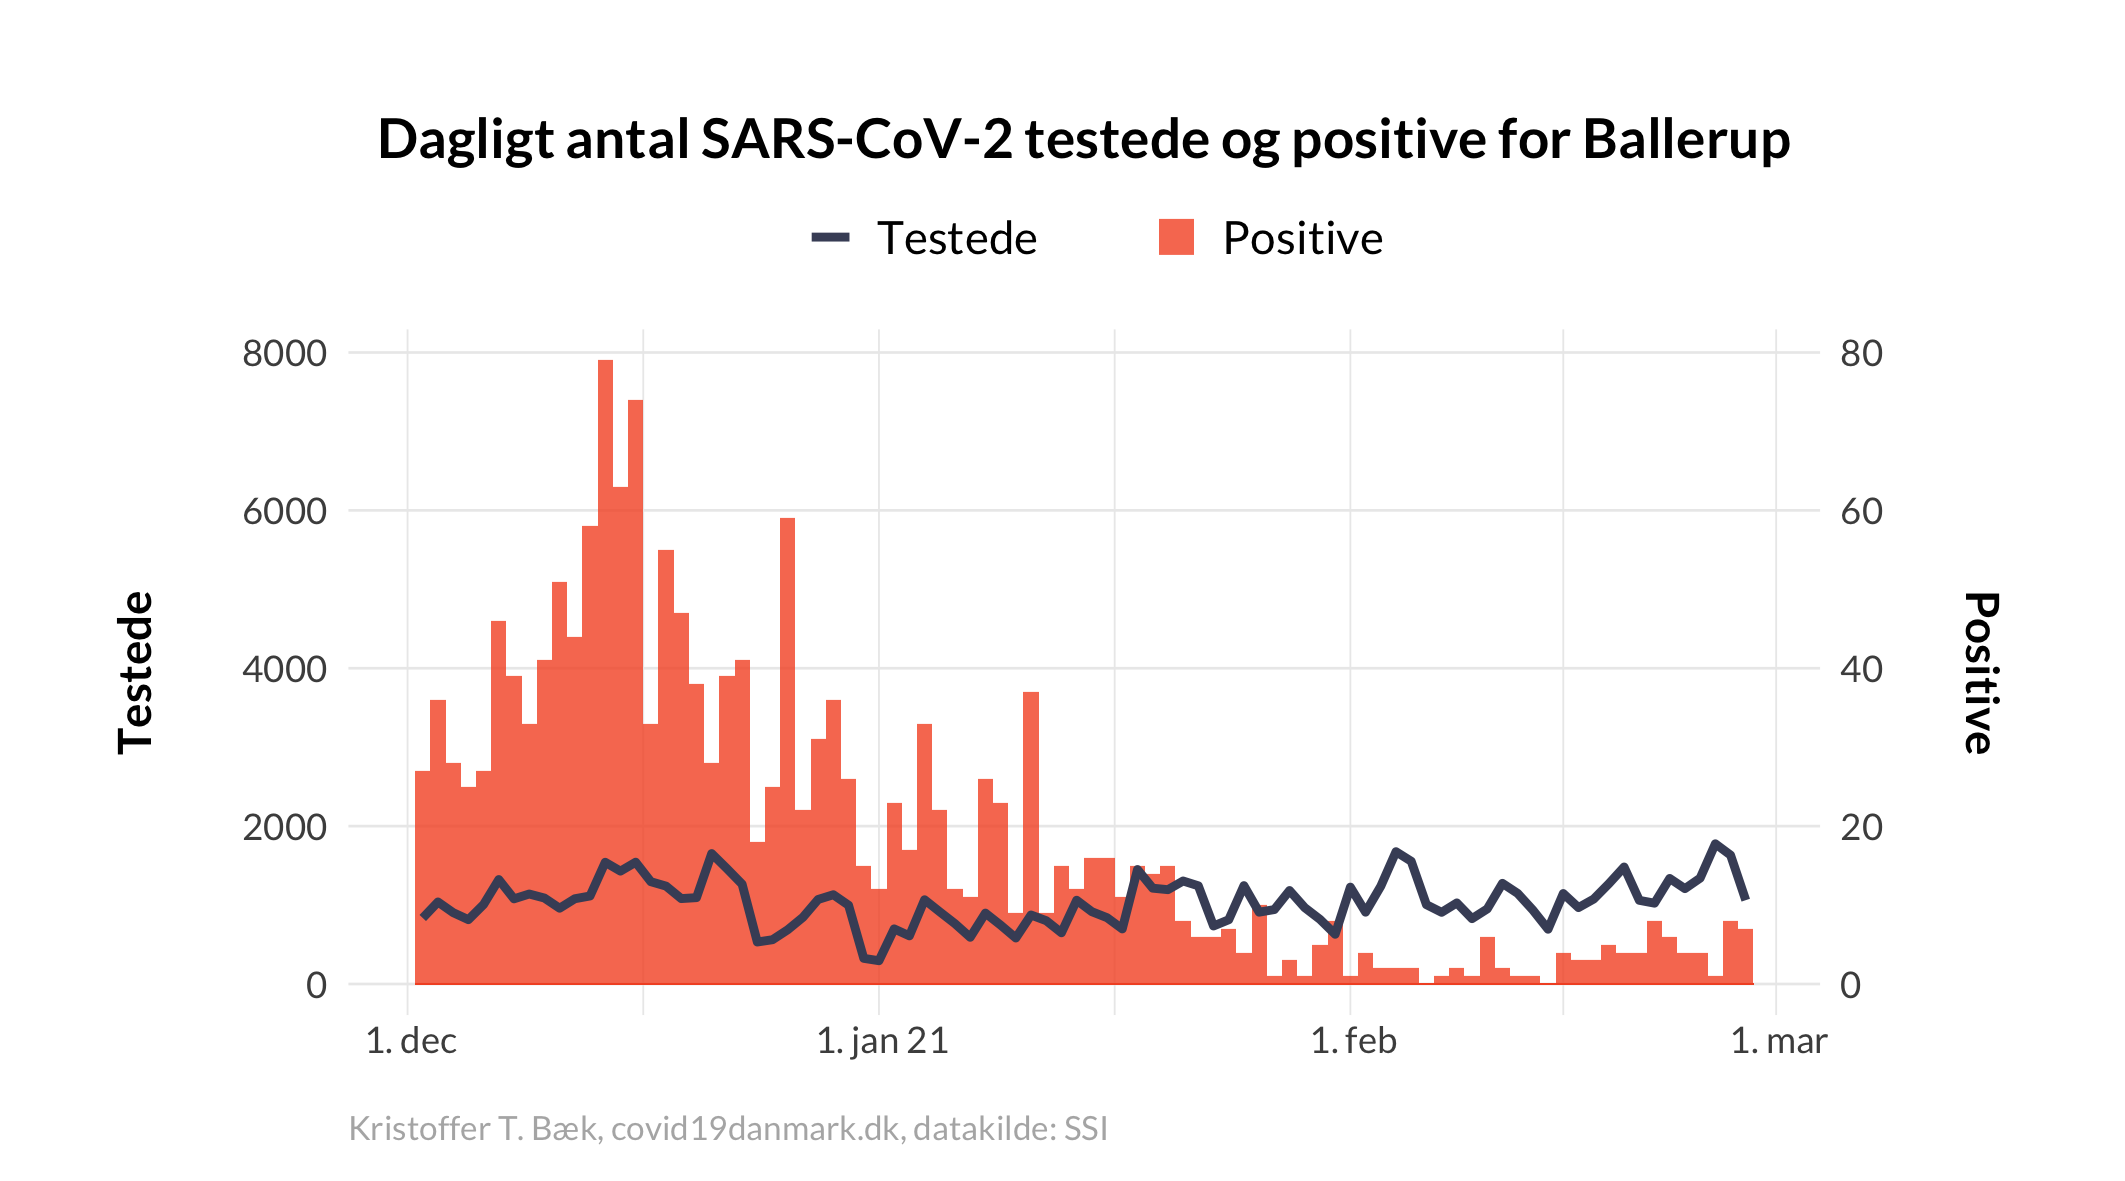 Dagligt antal SARS-CoV-2 testede og positive for Ballerup
Testede
Positive
8000
6000
4000
2000
0
Testede
80
60
40
20
0
Positive
1. dec
1. jan 21
1. feb
1. mar
Kristoffer T. Bæk, covid19danmark.dk, datakilde: SSI